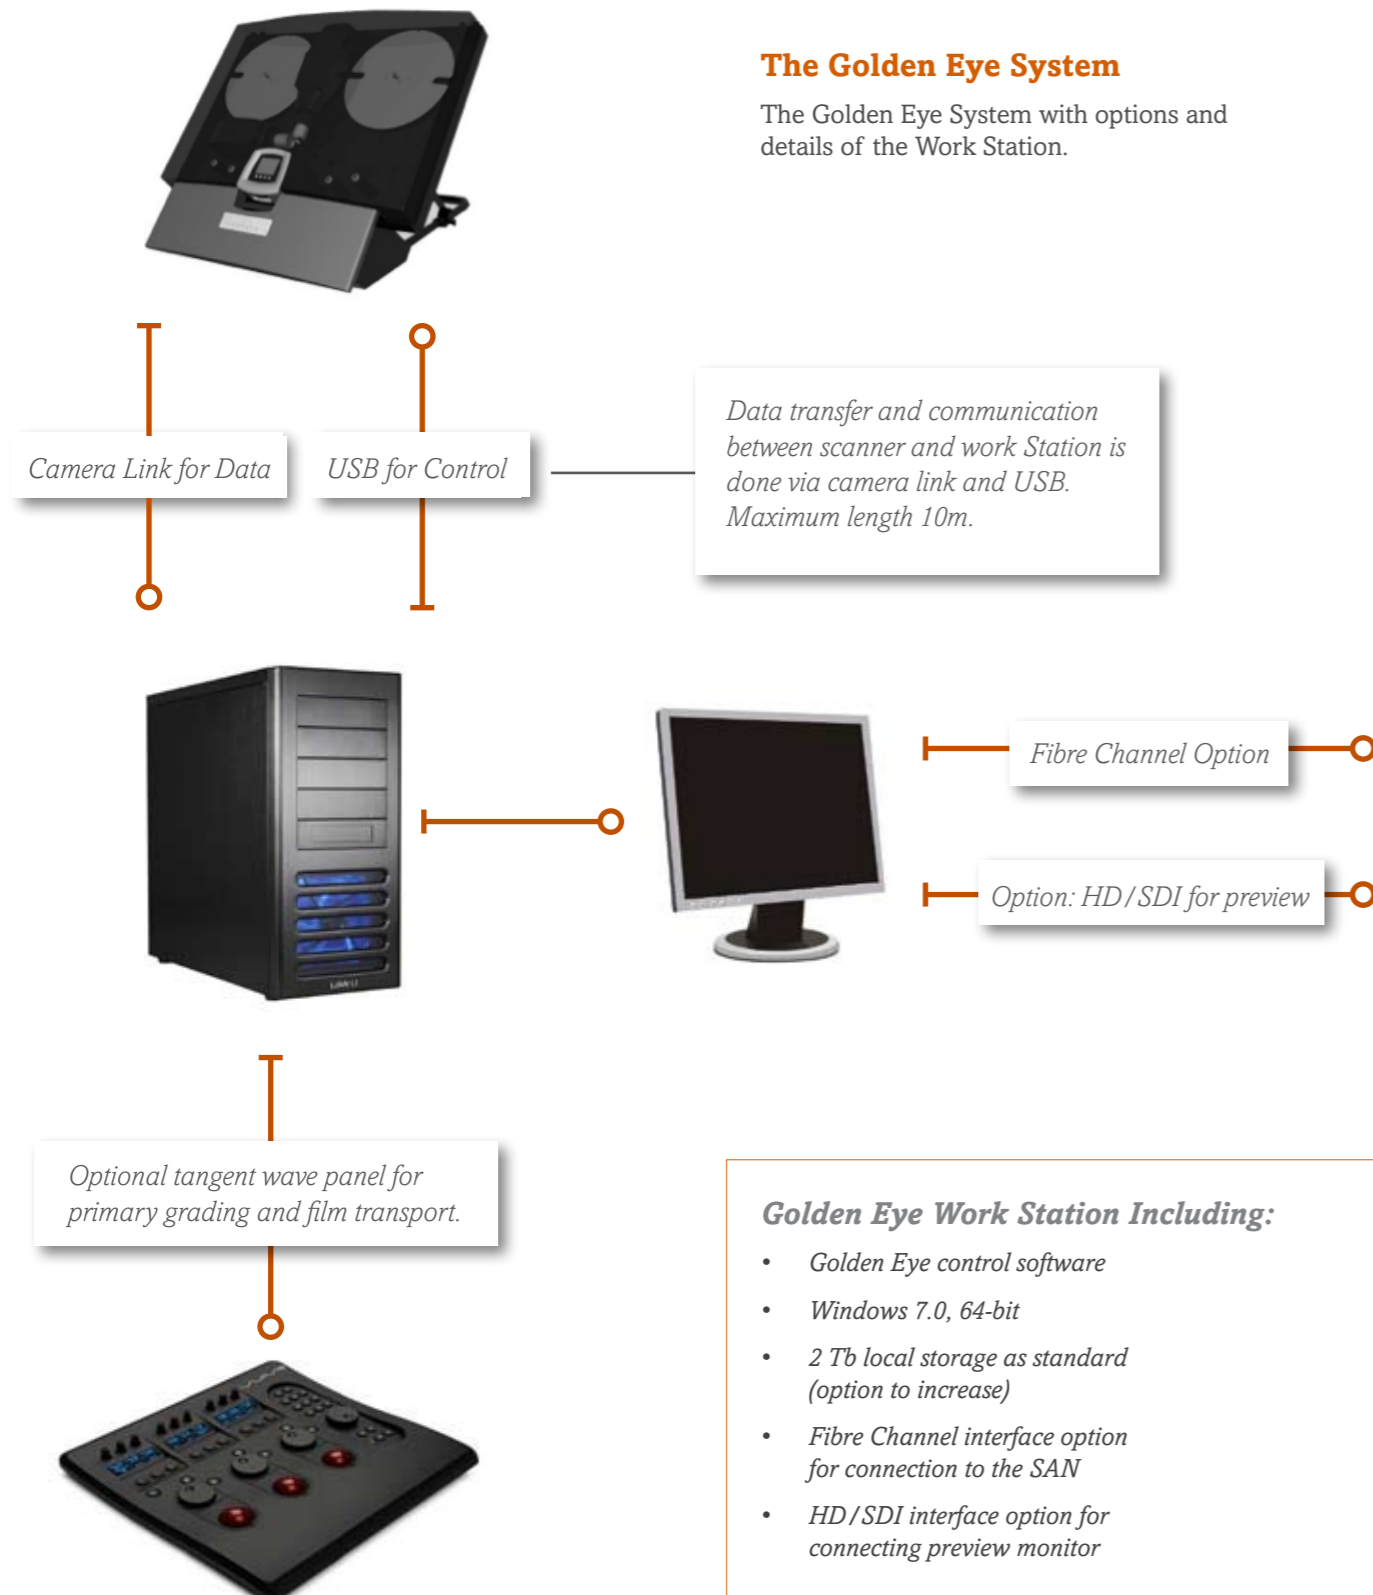 The Golden Eye System
The Golden Eye System with options and
details of the Work Station.
Camera Link for Data
USB for Control
Data transfer and communication
between scanner and work Station is
done via camera link and USB.
Maximum length 10m.
Fibre Channel Option
Option: HD/SDI for preview
Optional tangent wave panel for
primary grading and film transport.
Golden Eye Work Station Including:
• Golden Eye control software
• Windows 7.0, 64-bit
• 2 Tb local storage as standard
(option to increase)
• Fibre Channel interface option
for connection to the SAN
• HD/SDI interface option for
connecting preview monitor